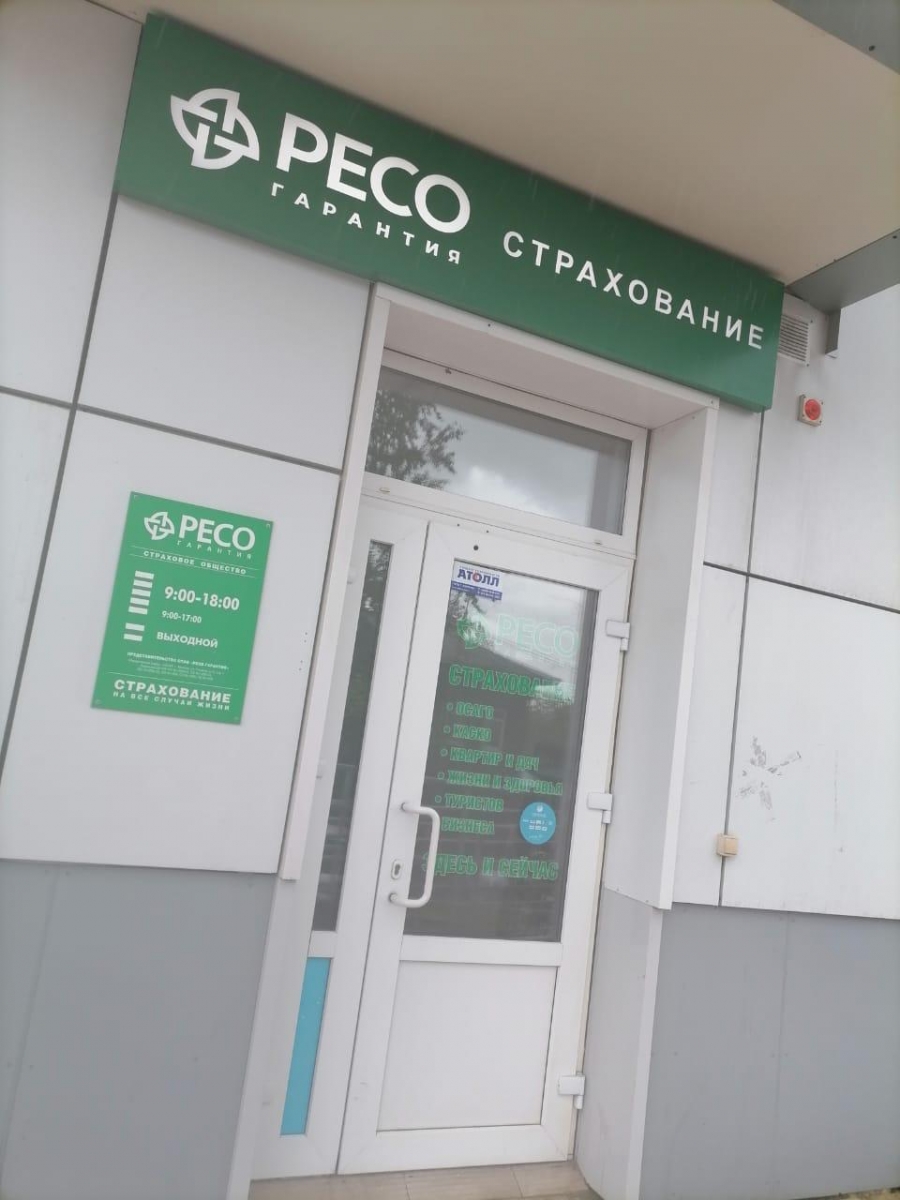 РЕСО
ГАРАНТИЯ
СТРАХОВАНИЕ
РЕСО
ГАРАНТИЯ
СТРАХОВОЕ ОБЩЕСТВО
9:00-18:00
9:00-17:00
ВЫХОДНОЙ
СТРАХОВАНИЕ
НА ВСЕ СЛУЧАИ ЖИЗНИ
АТОЛЛ
РЕСО
СТРАХОВАНИЕ
• ОСАГО
• КАСКО
• КВАРТИР И ДАЧ
• ЖИЗНИ И ЗДОРОВЬЯ
• ТУРИСТОВ
БИЗНЕСА
ЗДЕСЬ И СЕЙЧАС